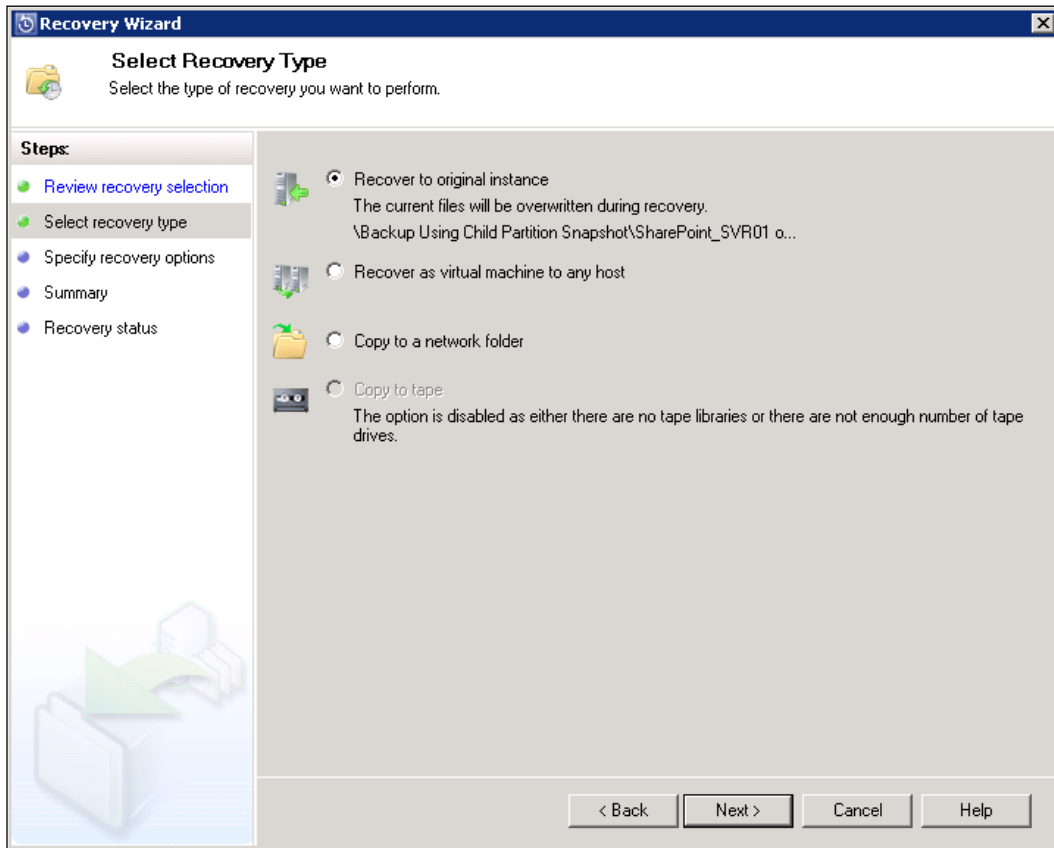 Recovery Wizard
Select Recovery Type
Select the type of recovery you want to perform.
Steps:
Review recovery selection
Select recovery type
Specify recovery options
Summary
Recovery status
Recover to original instance
The current files will be overwritten during recovery.
\Backup Using Child Partition Snapshot\SharePoint_SVR01 o...
Recover as virtual machine to any host
Copy to a network folder
Copy to tape
The option is disabled as either there are no tape libraries or there are not enough number of tape
drives.
< Back Next > Cancel Help